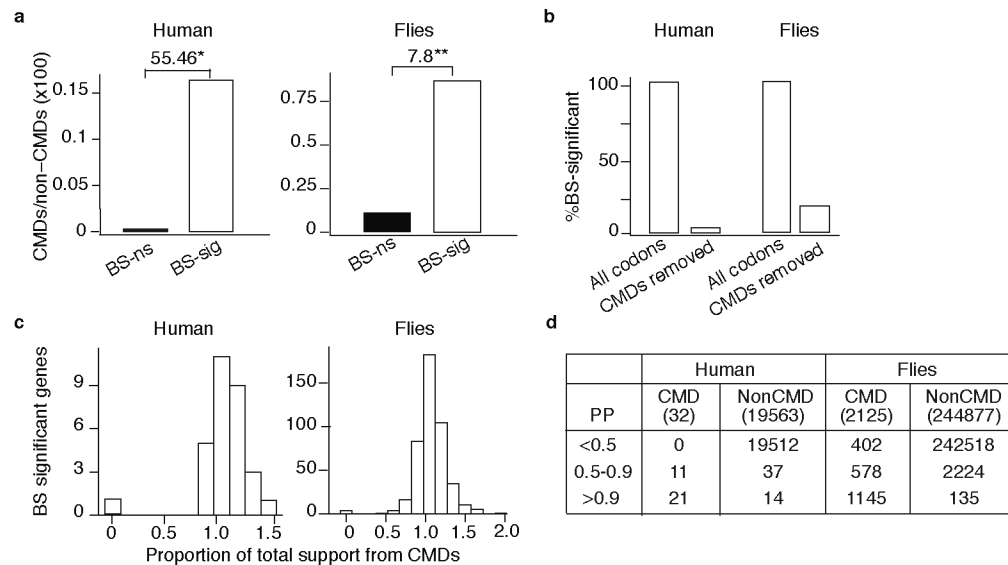 a
Human
Flies
55.46*
7.8**
CMDs/non−CMDs (x100)
0.15
0.1
0.05
0
BS-ns
BS-sig
0.75
0.5
0.25
0
BS-ns
BS-sig
b
Human
Flies
%BS-significant
100
50
0
All codons
CMDs removed
All codons
CMDs removed
c
Human
Flies
BS significant genes
9
6
3
0
0 0.5 1.0 1.5
150
100
50
0
0 0.5 1.0 1.5 2.0
Proportion of total support from CMDs
d
Human Flies
PP CMD (32) NonCMD (19563) CMD (2125) NonCMD (244877)
<0.5 0 19512 402 242518
0.5-0.9 11 37 578 2224
>0.9 21 14 1145 135